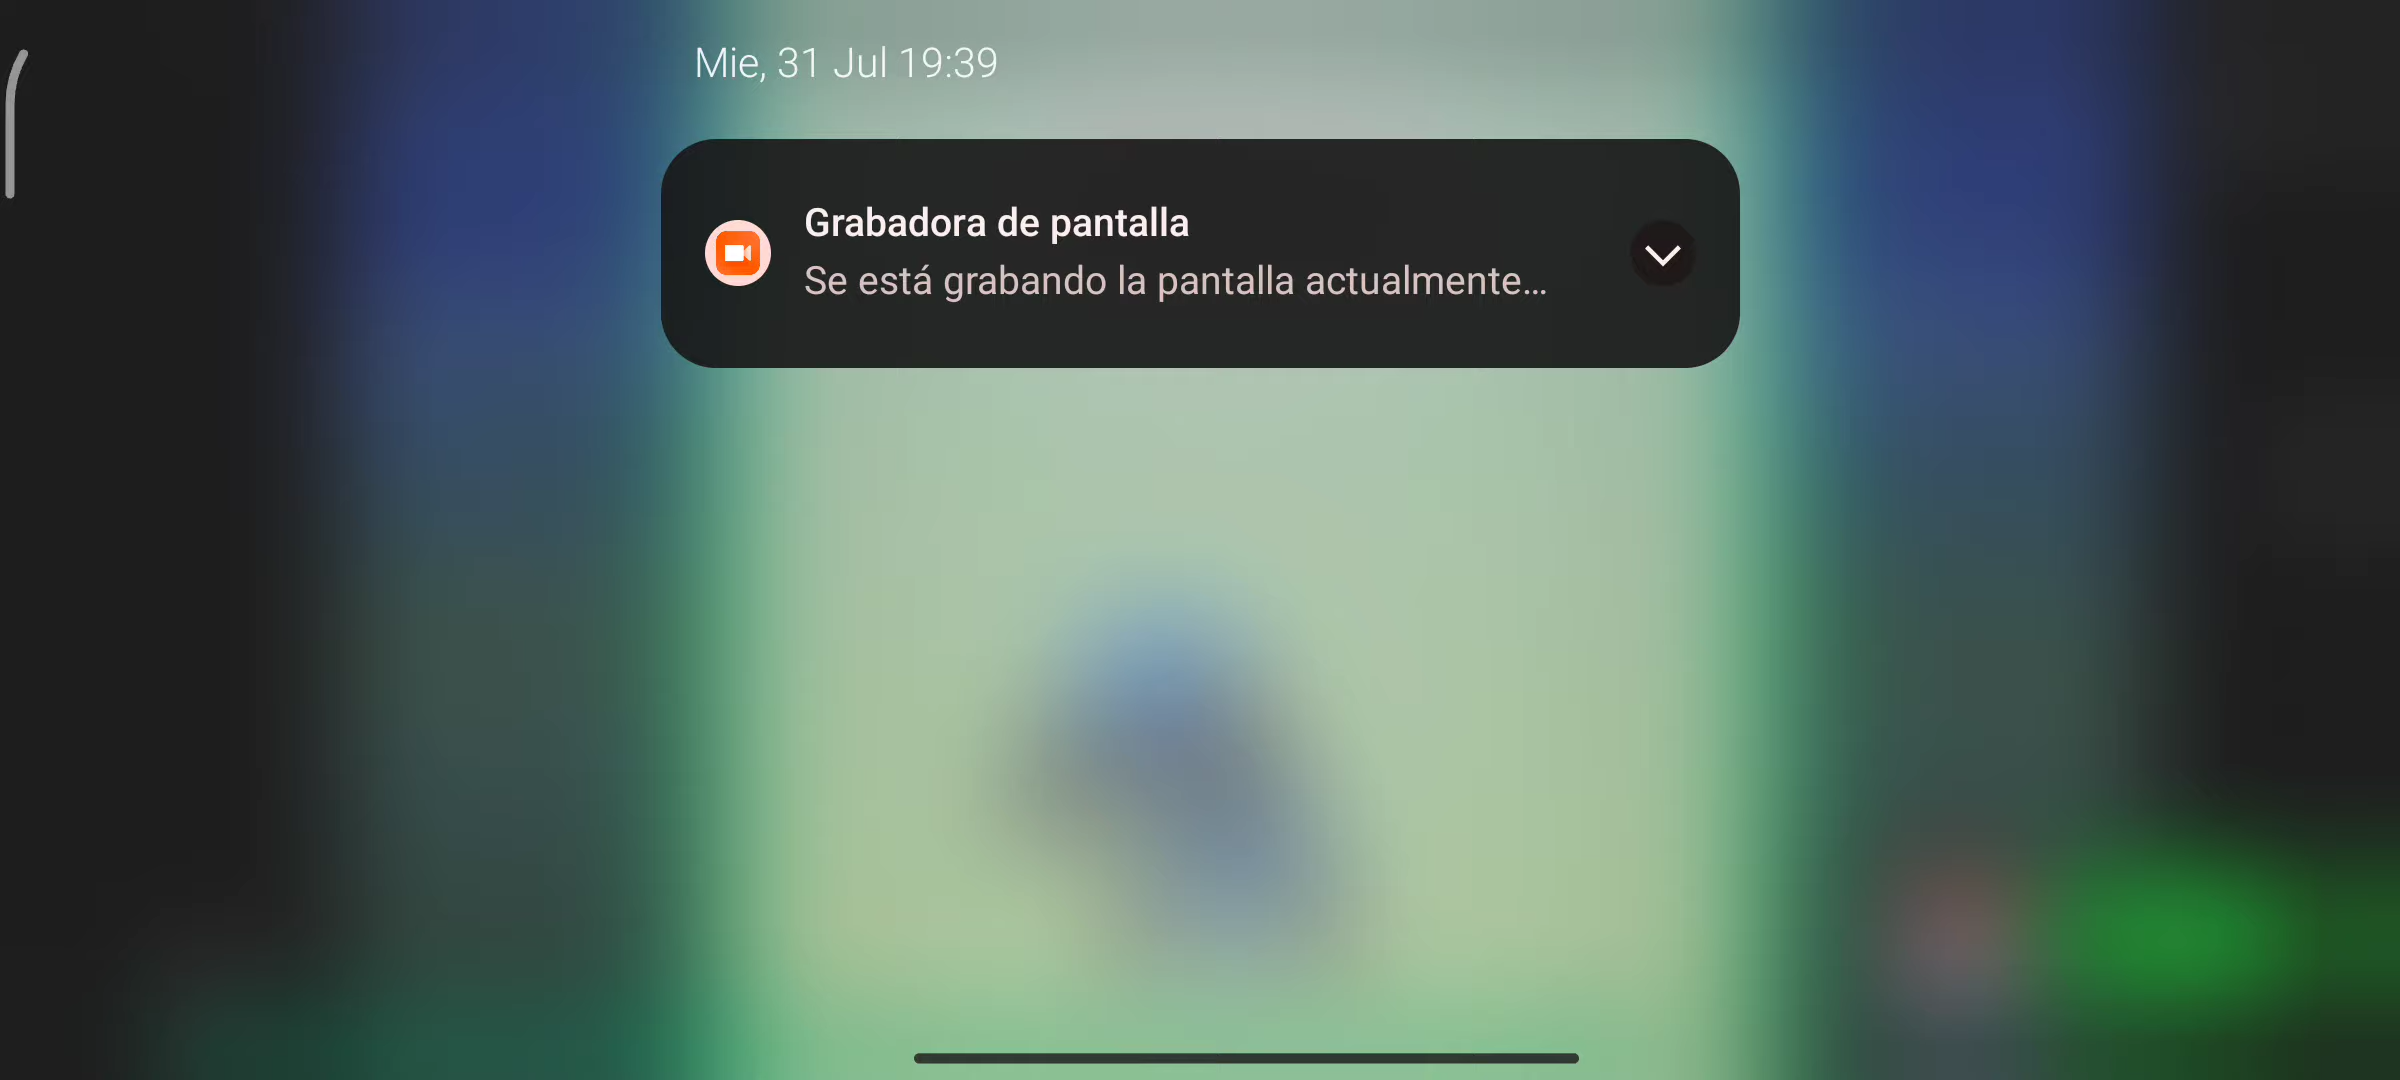 Mie, 31 Jul 19:39
Grabadora de pantalla
Se está grabando la pantalla actualmente...